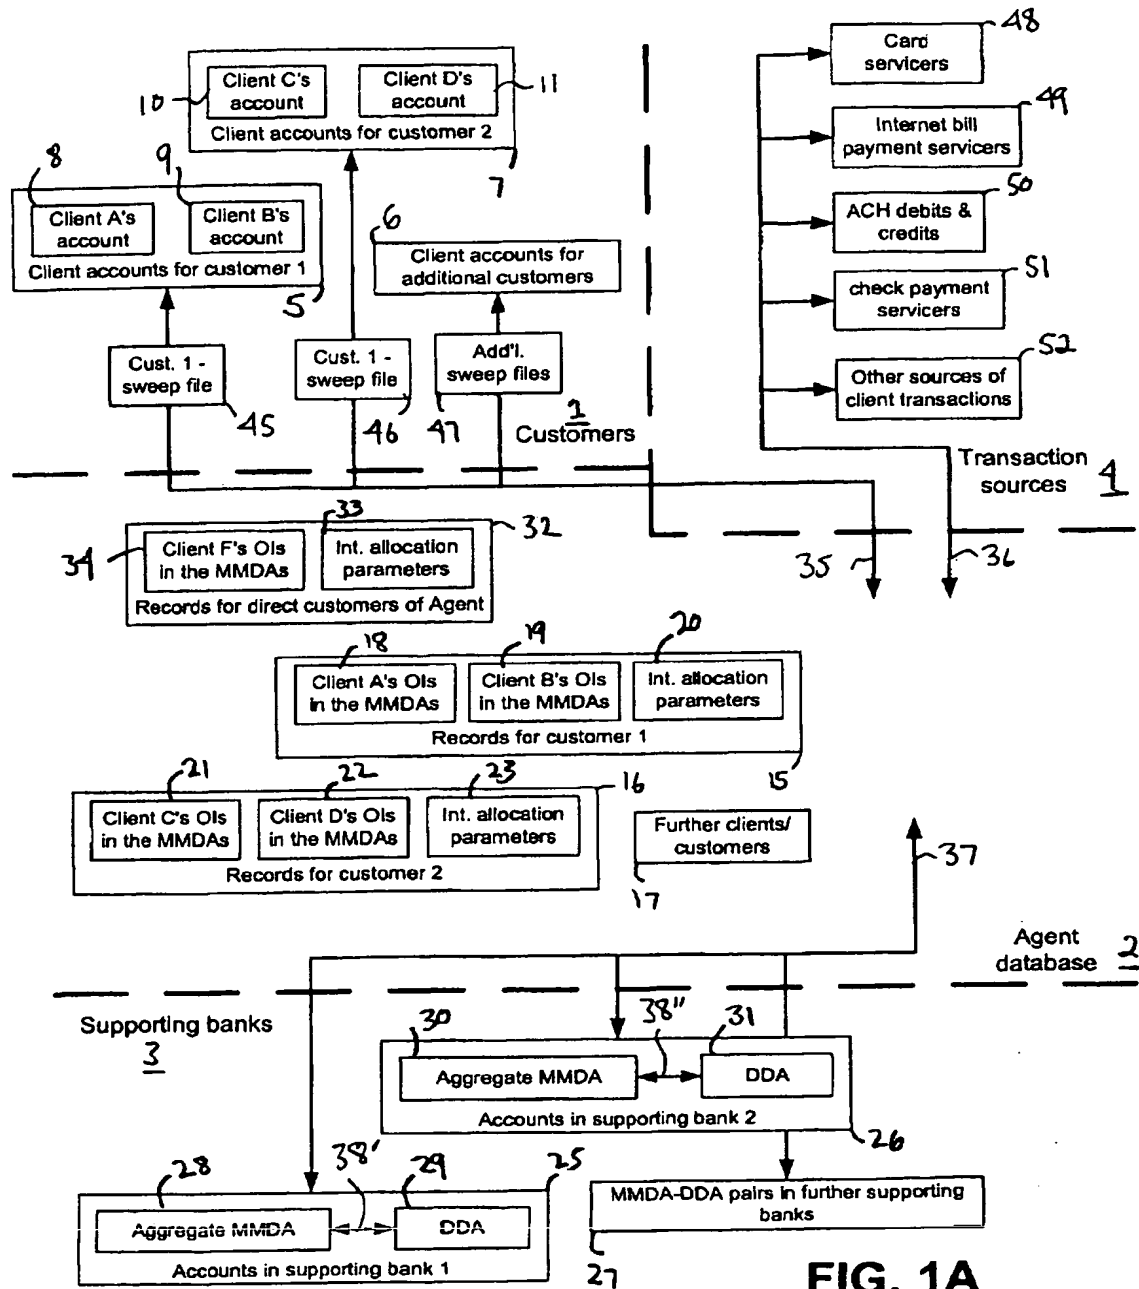 48
Card
servicers
10
Client C's
account
Client D's
account
11
Client accounts for customer 2
7
49
Internet bill
payment servicers
8
9
Client A's
account
Client B's
account
Client accounts for customer 1
5
50
ACH debits &
credits
6
Client accounts for
additional customers
51
check payment
servicers
Cust. 1 -
sweep file
45
Cust. 1 -
sweep file
46
Add'l.
sweep files
47
52
Other sources of
client transactions
1
Customers
Transaction
sources
4
33
32
34
Client F's OIs
in the MMDAs
Int. allocation
parameters
Records for direct customers of Agent
35
36
18
19
20
Client A's OIs
in the MMDAs
Client B's OIs
in the MMDAs
Int. allocation
parameters
Records for customer 1
15
21
22
23
16
Client C's OIs
in the MMDAs
Client D's OIs
in the MMDAs
Int. allocation
parameters
Records for customer 2
Further clients/
customers
17
37
Agent
database
2
Supporting banks
3
30
38''
31
Aggregate MMDA
DDA
Accounts in supporting bank 2
26
28
38'
29
25
Aggregate MMDA
DDA
Accounts in supporting bank 1
MMDA-DDA pairs in further supporting
banks
27
FIG. 1A